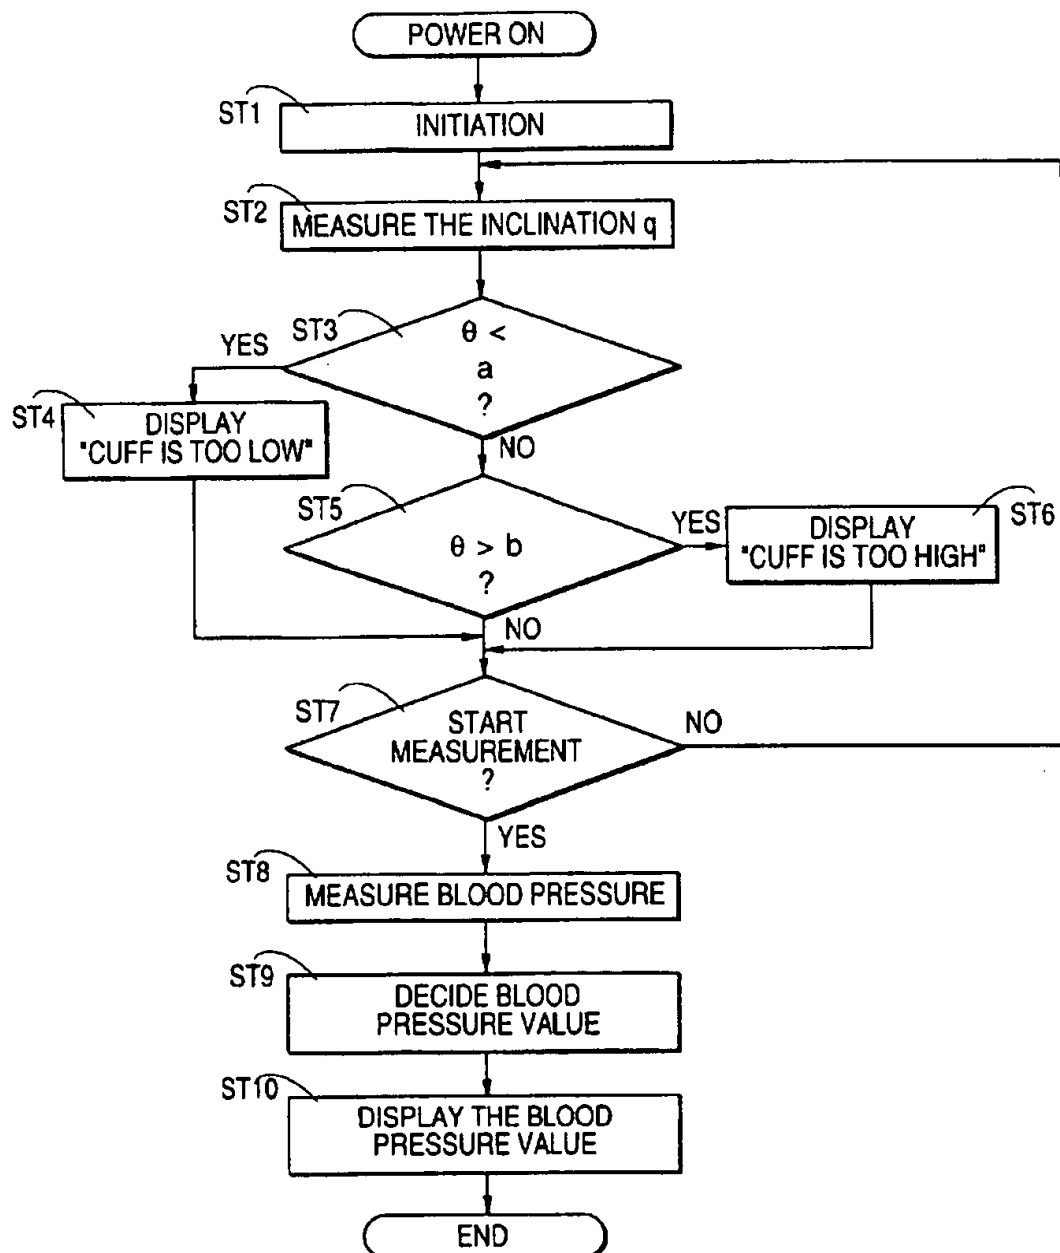 POWER ON
ST1
INITIATION
ST2
MEASURE THE INCLINATION q
ST3
θ <
a
?
YES
NO
ST4
DISPLAY
"CUFF IS TOO LOW"
ST5
θ > b
?
YES
NO
ST6
DISPLAY
"CUFF IS TOO HIGH"
ST7
START
MEASUREMENT
?
NO
YES
ST8
MEASURE BLOOD PRESSURE
ST9
DECIDE BLOOD
PRESSURE VALUE
ST10
DISPLAY THE BLOOD
PRESSURE VALUE
END